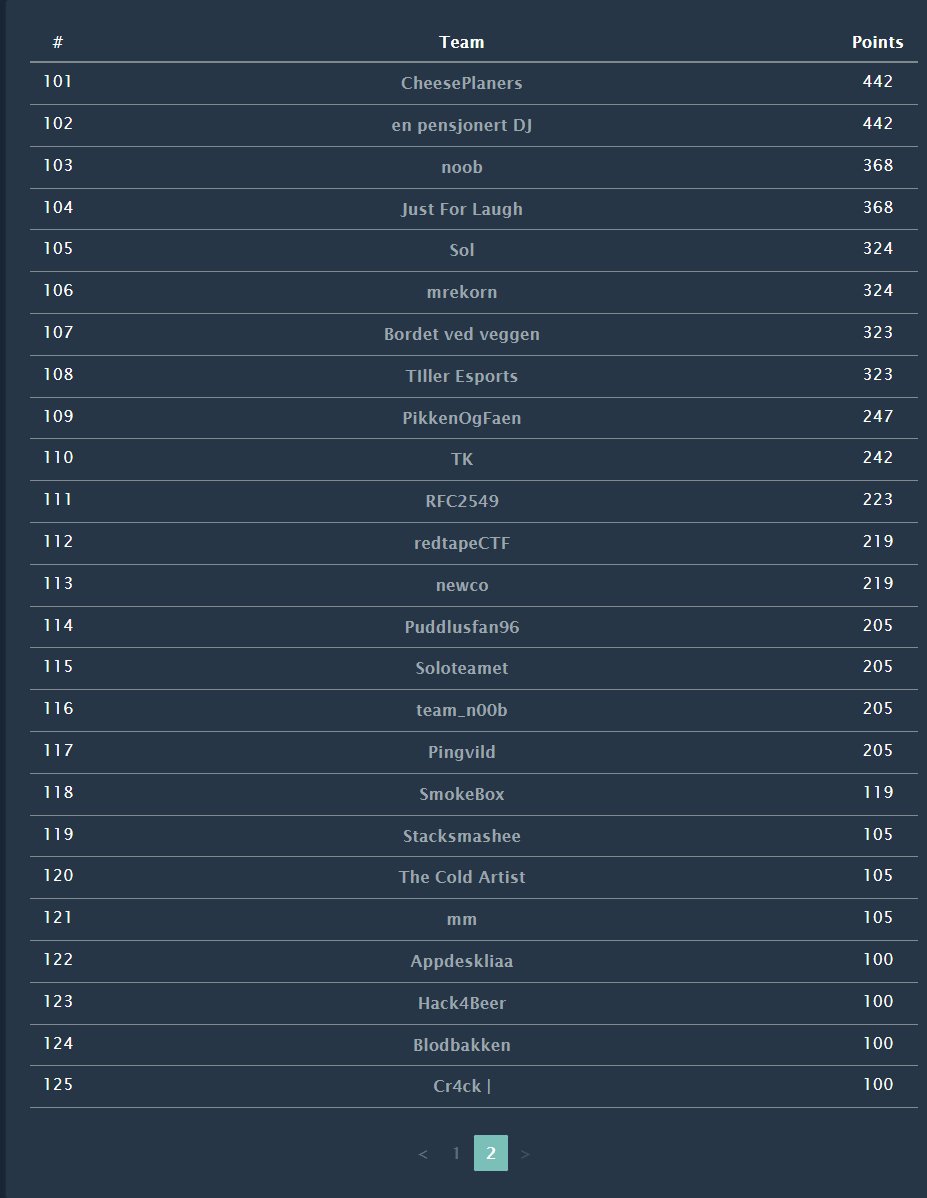 # Team Points
101 CheesePlaners 442
102 en pensjonert DJ 442
103 noob 368
104 Just For Laugh 368
105 Sol 324
106 mrekorn 324
107 Bordet ved veggen 323
108 TIller Esports 323
109 PikkenOgFaen 247
110 TK 242
111 RFC2549 223
112 redtapeCTF 219
113 newco 219
114 Puddlusfan96 205
115 Soloteamet 205
116 team_n00b 205
117 Pingvild 205
118 SmokeBox 119
119 Stacksmashee 105
120 The Cold Artist 105
121 mm 105
122 Appdeskliaa 100
123 Hack4Beer 100
124 Blodbakken 100
125 Cr4ck | 100
< 1 2 >